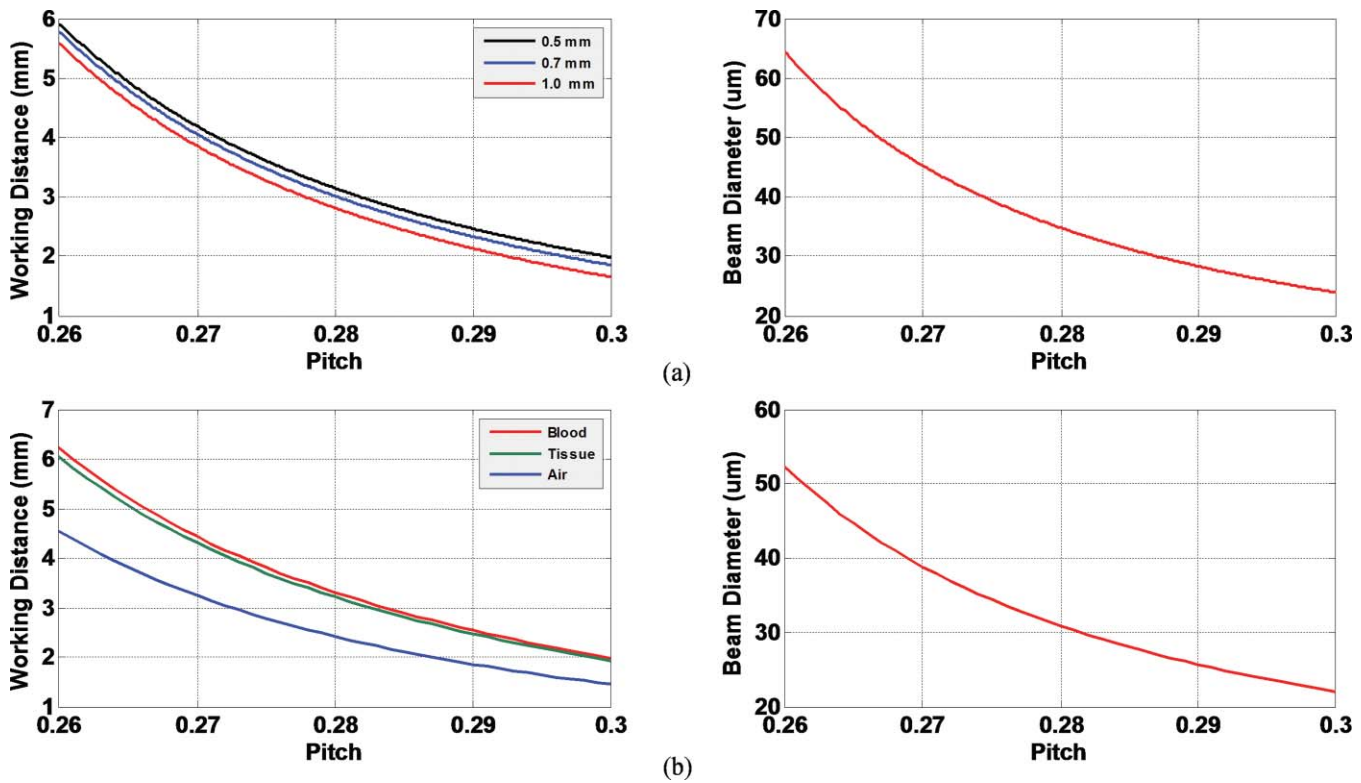 Working Distance (mm)
6
5
4
3
2
1
0.26
0.27
0.28
0.29
0.3
Pitch
0.5 mm
0.7 mm
1.0 mm
Beam Diameter (um)
70
60
50
40
30
20
0.26
0.27
0.28
0.29
0.3
Pitch
(a)
Working Distance (mm)
7
6
5
4
3
2
1
0.26
0.27
0.28
0.29
0.3
Pitch
Blood
Tissue
Air
Beam Diameter (um)
60
50
40
30
20
0.26
0.27
0.28
0.29
0.3
Pitch
(b)